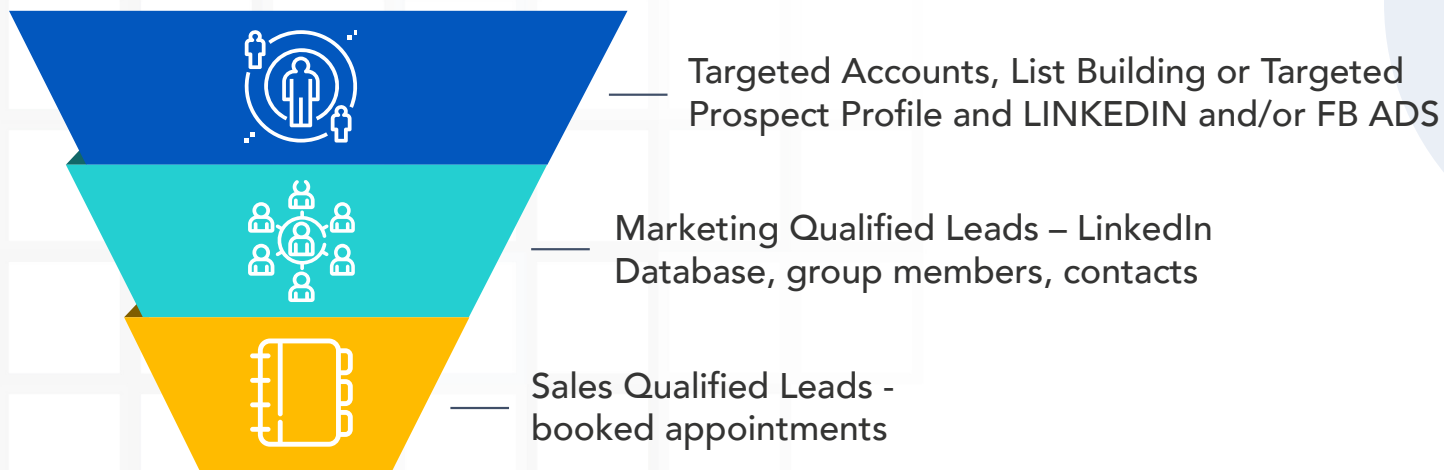 Targeted Accounts, List Building or Targeted
Prospect Profile and LINKEDIN and/or FB ADS
Marketing Qualified Leads – LinkedIn
Database, group members, contacts
Sales Qualified Leads -
booked appointments